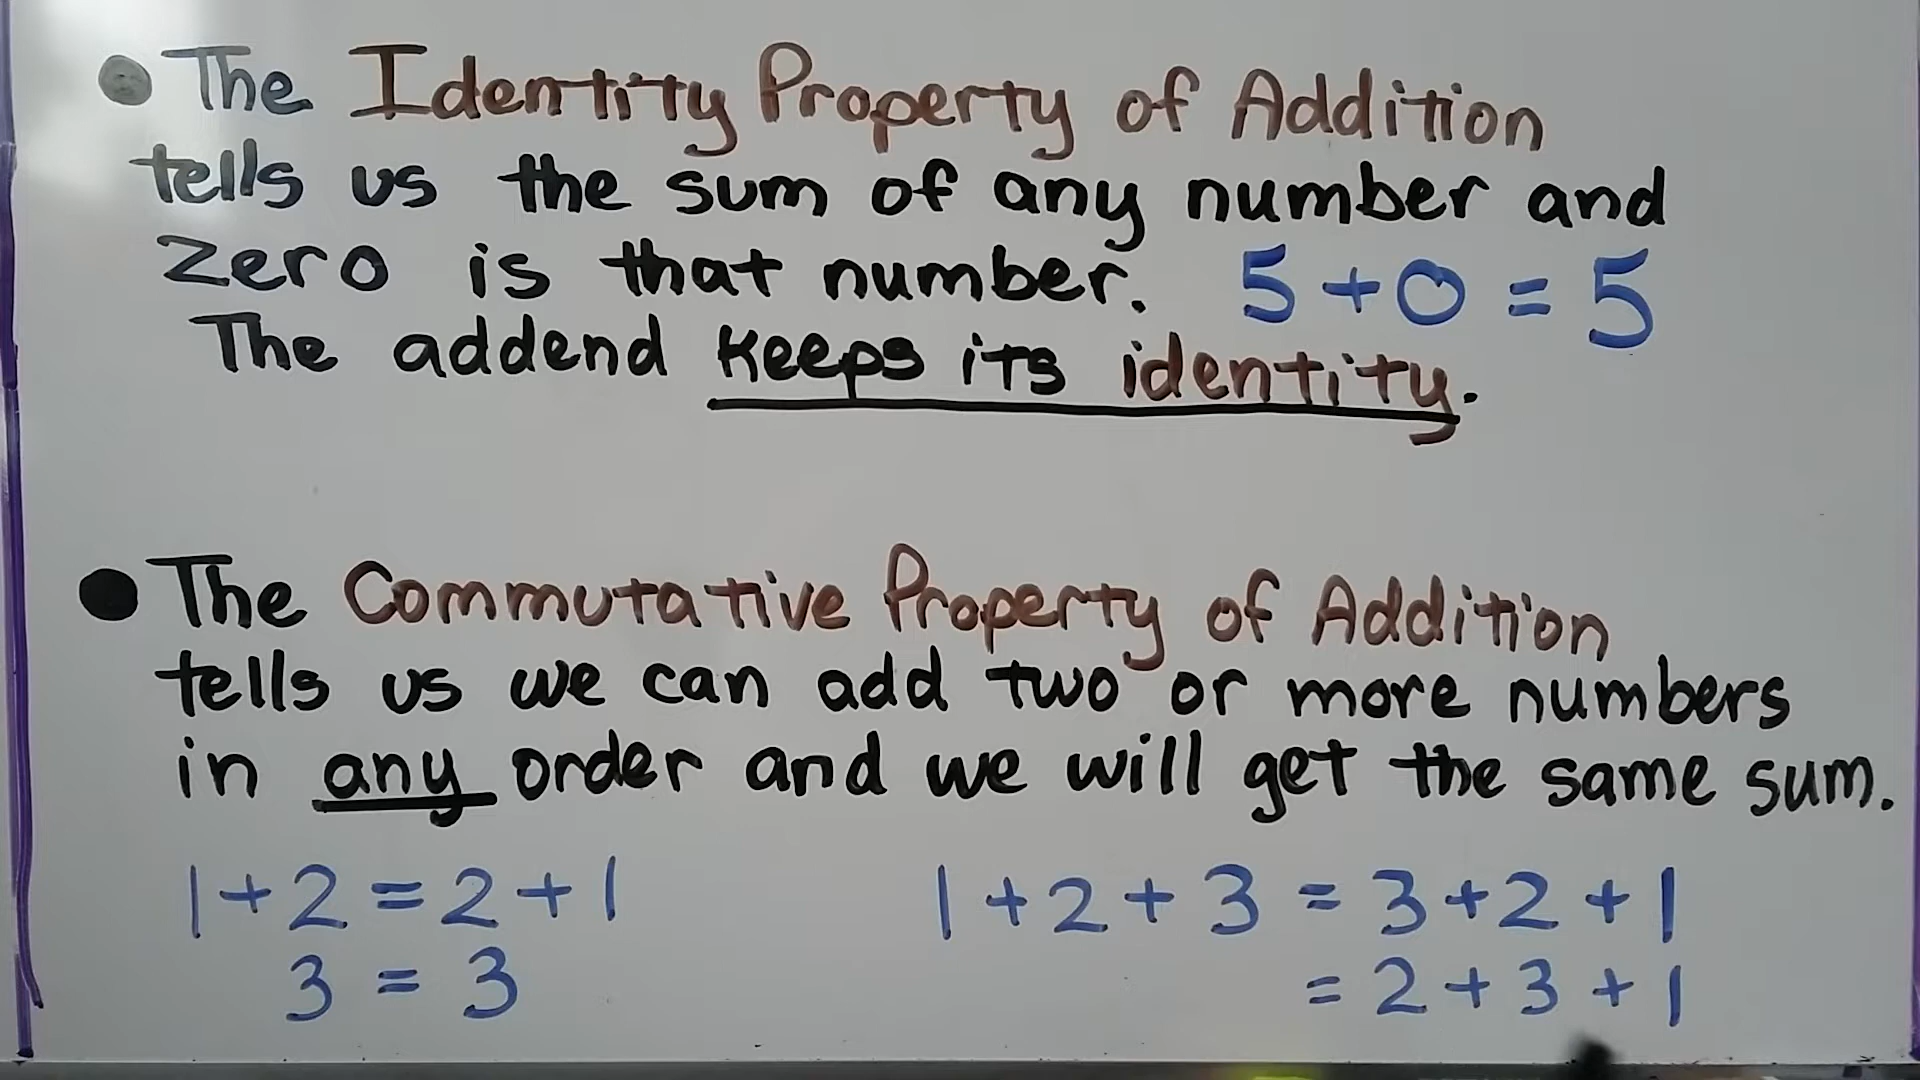 ● The Identity Property of Addition
tells us the sum of any number and
zero is that number. 5 + 0 = 5
The addend keeps its identity.
● The Commutative Property of Addition
tells us we can add two or more numbers
in any order and we will get the same sum.
1 + 2 = 2 + 1
3 = 3
1 + 2 + 3 = 3 + 2 + 1
= 2 + 3 + 1